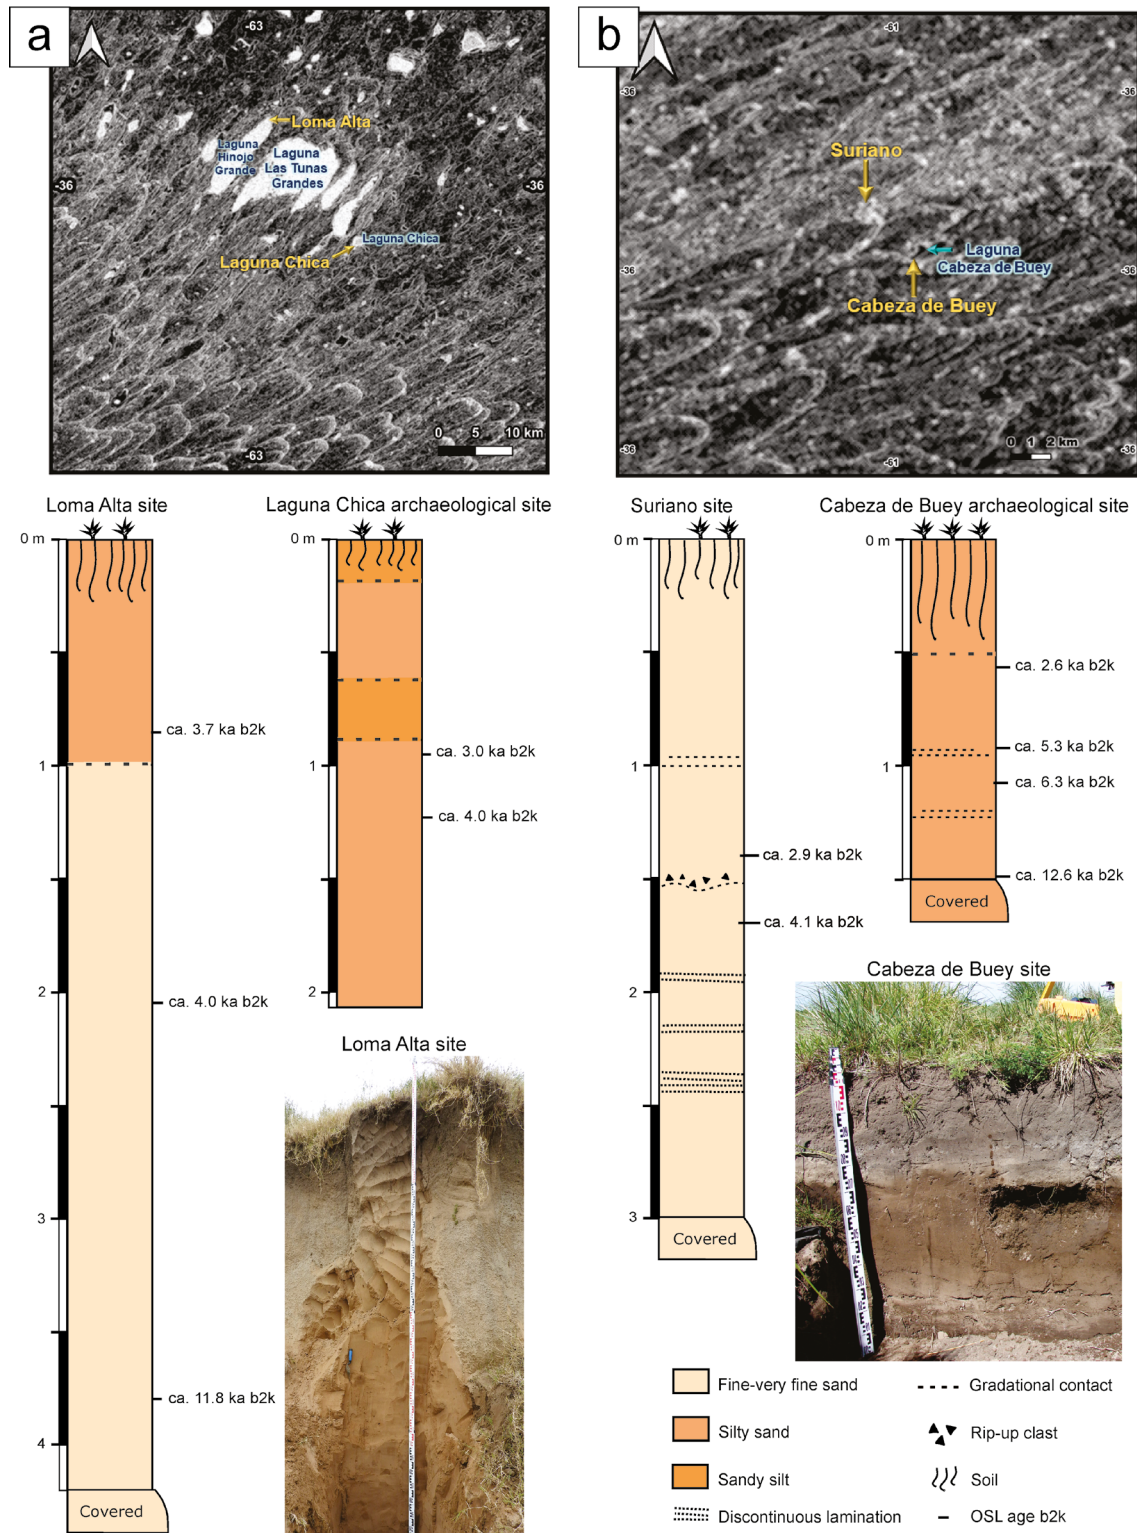 a
-63
Loma Alta
Laguna
Hinojo
Grande
Laguna
Las Tunas
Grandes
-36
-36
Laguna Chica
Laguna Chica
0 5 10 km
-63
b
-61
-36
-36
Suriano
Laguna
Cabeza de Buey
-36
-36
Cabeza de Buey
0 1 2 km
-36
-36
-61
Loma Alta site
0 m
ca. 3.7 ka b2k
1
2
ca. 4.0 ka b2k
3
ca. 11.8 ka b2k
4
Covered
Laguna Chica archaeological site
0 m
ca. 3.0 ka b2k
1
ca. 4.0 ka b2k
2
Loma Alta site
Suriano site
0 m
1
ca. 2.9 ka b2k
ca. 4.1 ka b2k
2
3
Covered
Cabeza de Buey archaeological site
0 m
ca. 2.6 ka b2k
ca. 5.3 ka b2k
1
ca. 6.3 ka b2k
ca. 12.6 ka b2k
Covered
Cabeza de Buey site
Fine-very fine sand
Gradational contact
Silty sand
Rip-up clast
Sandy silt
Soil
Discontinuous lamination
OSL age b2k